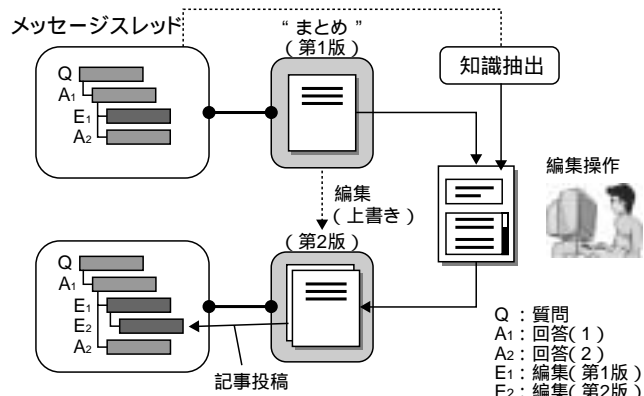 メッセージスレッド
“ まとめ ”
（第1版）
知識抽出
Q
A1
E1
A2
編集操作
編集
（上書き）
（第2版）
Q
A1
E1
E2
A2
記事投稿
Q：質問
A1：回答（1）
A2：回答（2）
E1：編集（第1版）
E2：編集（第2版）